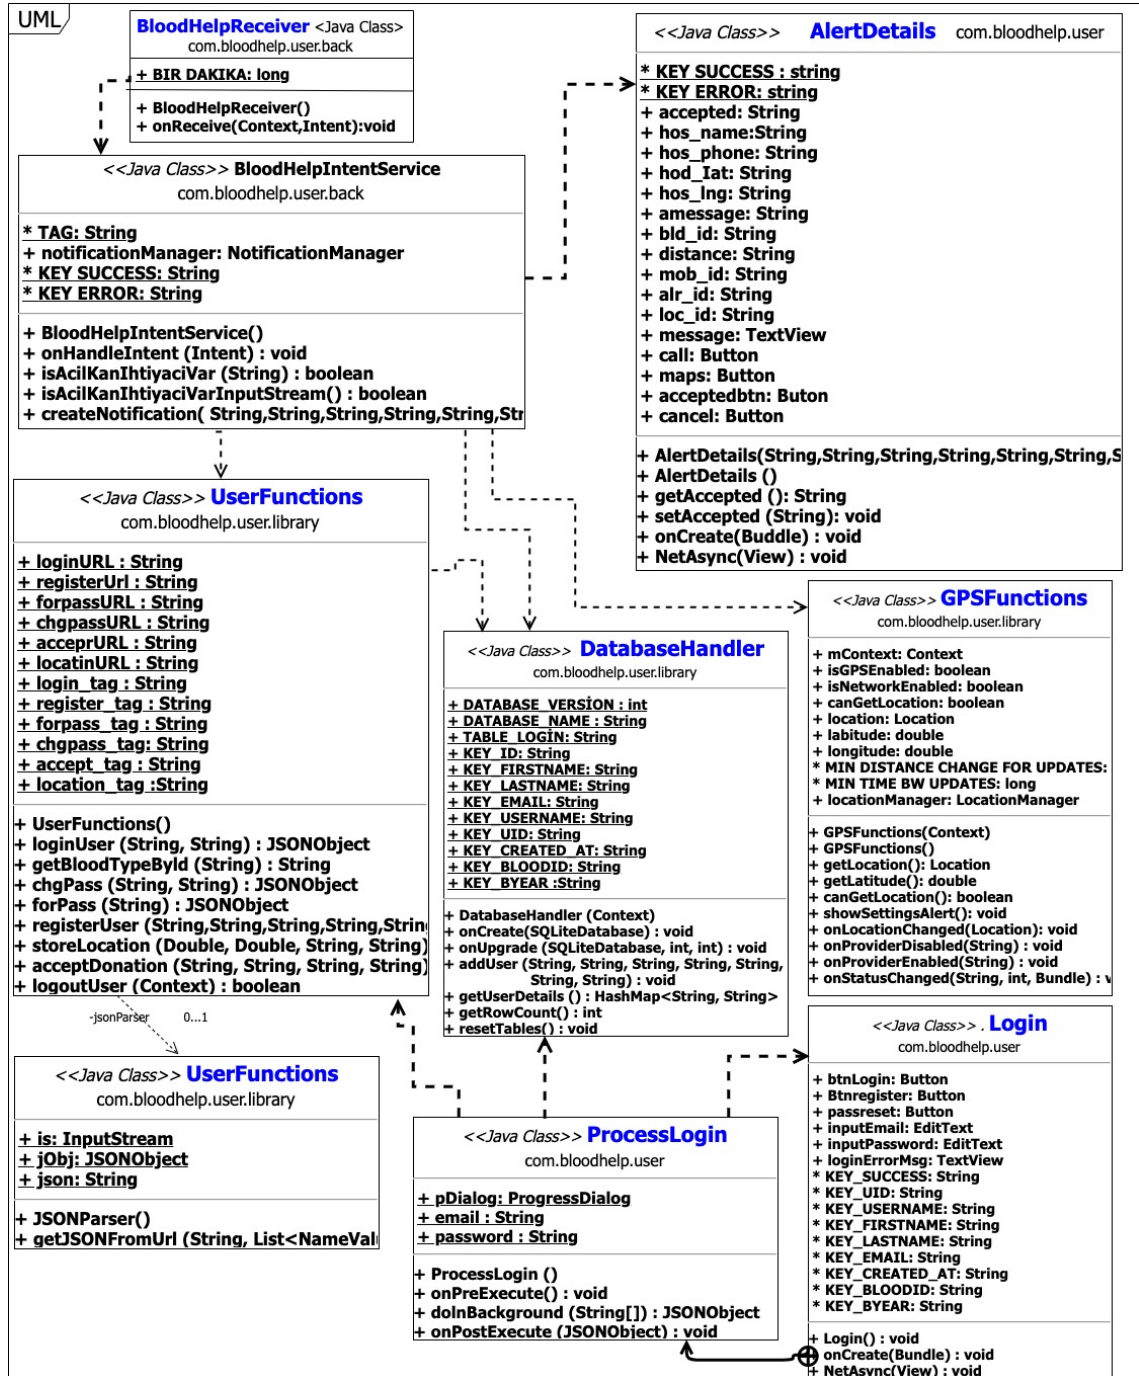 UML
BloodHelpReceiver <Java Class>
com.bloodhelp.user.back
+ BIR DAKIKA: long
+ BloodHelpReceiver()
+ onReceive(Context,Intent):void
<<Java Class>> BloodHelpIntentService
com.bloodhelp.user.back
* TAG: String
+ notificationManager: NotificationManager
* KEY SUCCESS: String
* KEY ERROR: String
+ BloodHelpIntentService()
+ onHandleIntent (Intent) : void
+ isAcilKanIhtiyaciVar (String) : boolean
+ isAcilKanIhtiyaciVarInputStream() : boolean
+ createNotification( String,String,String,String,String,Str
<<Java Class>> AlertDetails com.bloodhelp.user
* KEY SUCCESS : string
* KEY ERROR: string
+ accepted: String
+ hos_name:String
+ hos_phone: String
+ hod_Iat: String
+ hos_lng: String
+ amessage: String
+ bld_id: String
+ distance: String
+ mob_id: String
+ alr_id: String
+ loc_id: String
+ message: TextView
+ call: Button
+ maps: Button
+ acceptedbtn: Buton
+ cancel: Button
+ AlertDetails(String,String,String,String,String,String,S
+ AlertDetails ()
+ getAccepted (): String
+ setAccepted (String): void
+ onCreate(Buddle) : void
+ NetAsync(View) : void
<<Java Class>> UserFunctions
com.bloodhelp.user.library
+ loginURL : String
+ registerUrl : String
+ forpassURL : String
+ chgpassURL : String
+ acceprURL : String
+ locatinURL : String
+ login_tag : String
+ register_tag : String
+ forpass_tag : String
+ chgpass_tag: String
+ accept_tag : String
+ location_tag :String
+ UserFunctions()
+ loginUser (String, String) : JSONObject
+ getBloodTypeById (String) : String
+ chgPass (String, String) : JSONObject
+ forPass (String) : JSONObject
+ registerUser (String,String,String,String,String
+ storeLocation (Double, Double, String, String)
+ acceptDonation (String, String, String, String)
+ logoutUser (Context) : boolean
<<Java Class>> DatabaseHandler
com.bloodhelp.user.library
+ DATABASE_VERSİON : int
+ DATABASE_NAME : String
+ TABLE_LOGİN: String
+ KEY_ID: String
+ KEY_FIRSTNAME: String
+ KEY_LASTNAME: String
+ KEY_EMAIL: String
+ KEY_USERNAME: String
+ KEY_UID: String
+ KEY_CREATED_AT: String
+ KEY_BLOODID: String
+ KEY_BYEAR :String
+ DatabaseHandler (Context)
+ onCreate(SQLiteDatabase) : void
+ onUpgrade (SQLiteDatabase, int, int) : void
+ addUser (String, String, String, String, String,
String, String) : void
+ getUserDetails () : HashMap<String, String>
+ getRowCount() : int
+ resetTables() : void
<<Java Class>> GPSFunctions
com.bloodhelp.user.library
+ mContext: Context
+ isGPSEnabled: boolean
+ isNetworkEnabled: boolean
+ canGetLocation: boolean
+ location: Location
+ labitude: double
+ longitude: double
* MIN DISTANCE CHANGE FOR UPDATES:
* MIN TIME BW UPDATES: long
+ locationManager: LocationManager
+ GPSFunctions(Context)
+ GPSFunctions()
+ getLocation(): Location
+ getLatitude(): double
+ canGetLocation(): boolean
+ showSettingsAlert(): void
+ onLocationChanged(Location): void
+ onProviderDisabled(String) : void
+ onProviderEnabled(String) : void
+ onStatusChanged(String, int, Bundle) : v
-jsonParser 0...1
<<Java Class>> UserFunctions
com.bloodhelp.user.library
+ is: InputStream
+ jObj: JSONObject
+ json: String
+ JSONParser()
+ getJSONFromUrl (String, List<NameValu
<<Java Class>> ProcessLogin
com.bloodhelp.user
+ pDialog: ProgressDialog
+ email : String
+ password : String
+ ProcessLogin ()
+ onPreExecute() : void
+ dolnBackground (String[]) : JSONObject
+ onPostExecute (JSONObject) : void
<<Java Class>> . Login
com.bloodhelp.user
+ btnLogin: Button
+ Btnregister: Button
+ passreset: Button
+ inputEmail: EditText
+ inputPassword: EditText
+ loginErrorMsg: TextView
* KEY_SUCCESS: String
* KEY_UID: String
* KEY_USERNAME: String
* KEY_FIRSTNAME: String
* KEY_LASTNAME: String
* KEY_EMAIL: String
* KEY_CREATED_AT: String
* KEY_BLOODID: String
* KEY_BYEAR: String
+ Login() : void
+ onCreate(Bundle) : void
+ NetAsync(View) : void